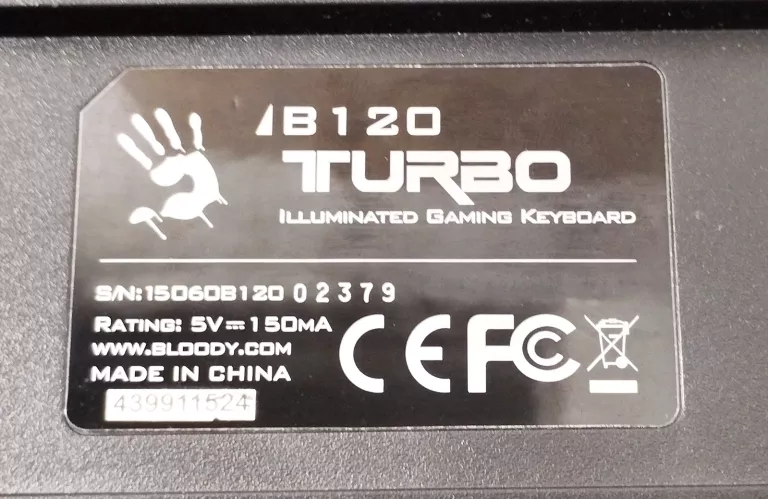 B120
TURBO
ILLUMINATED GAMING KEYBOARD
S/N:15060B120 02379
RATING: 5V⎓150MA
WWW.BLOODY.COM
MADE IN CHINA
CE FC
439911524